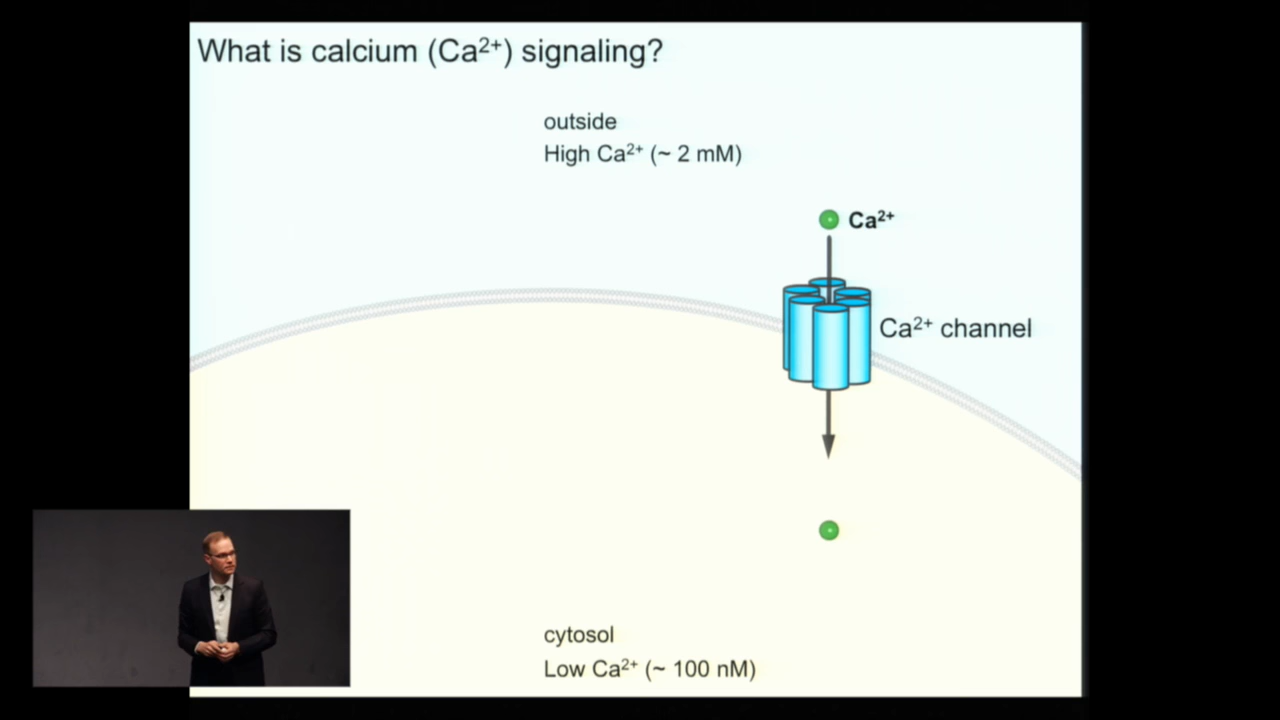 What is calcium (Ca²⁺) signaling?
outside
High Ca²⁺ (~ 2 mM)
Ca²⁺
Ca²⁺ channel
cytosol
Low Ca²⁺ (~ 100 nM)